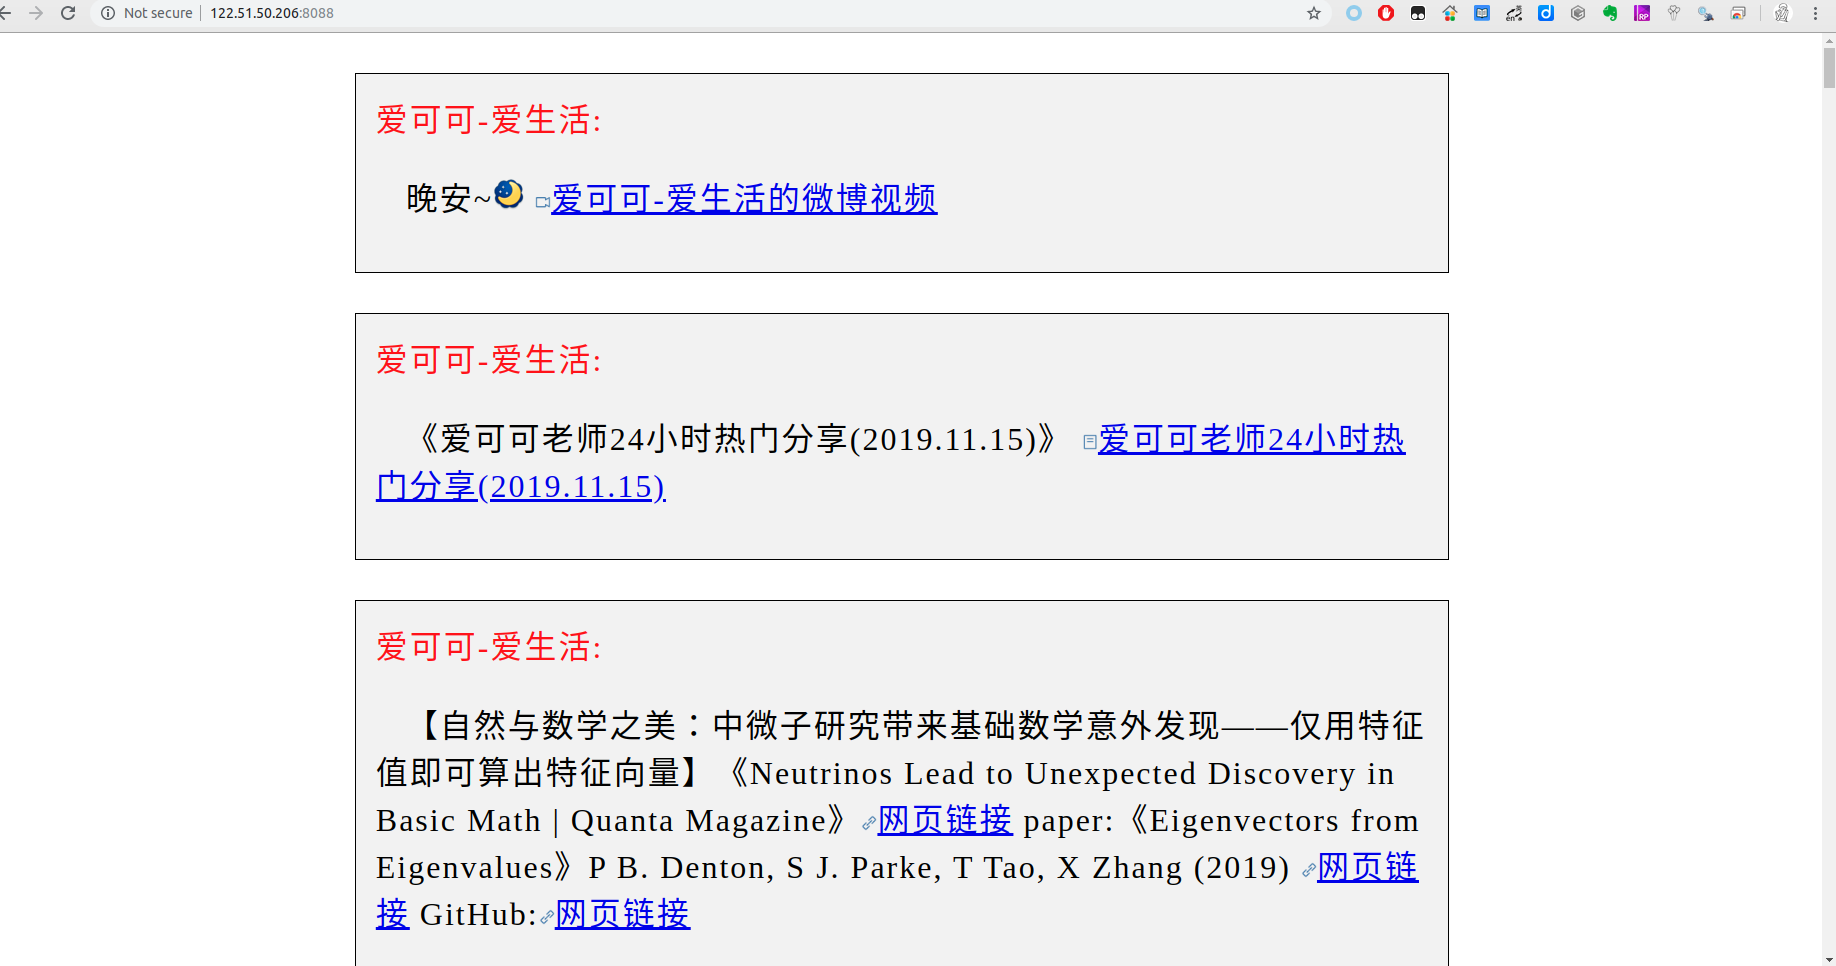 Not secure | 122.51.50.206:8088
爱可可-爱生活:
晚安~ 爱可可-爱生活的微博视频
爱可可-爱生活:
《爱可可老师24小时热门分享(2019.11.15)》 爱可可老师24小时热
门分享(2019.11.15)
爱可可-爱生活:
【自然与数学之美：中微子研究带来基础数学意外发现——仅用特征
值即可算出特征向量】《Neutrinos Lead to Unexpected Discovery in
Basic Math | Quanta Magazine》 网页链接 paper:《Eigenvectors from
Eigenvalues》P B. Denton, S J. Parke, T Tao, X Zhang (2019) 网页链
接 GitHub: 网页链接